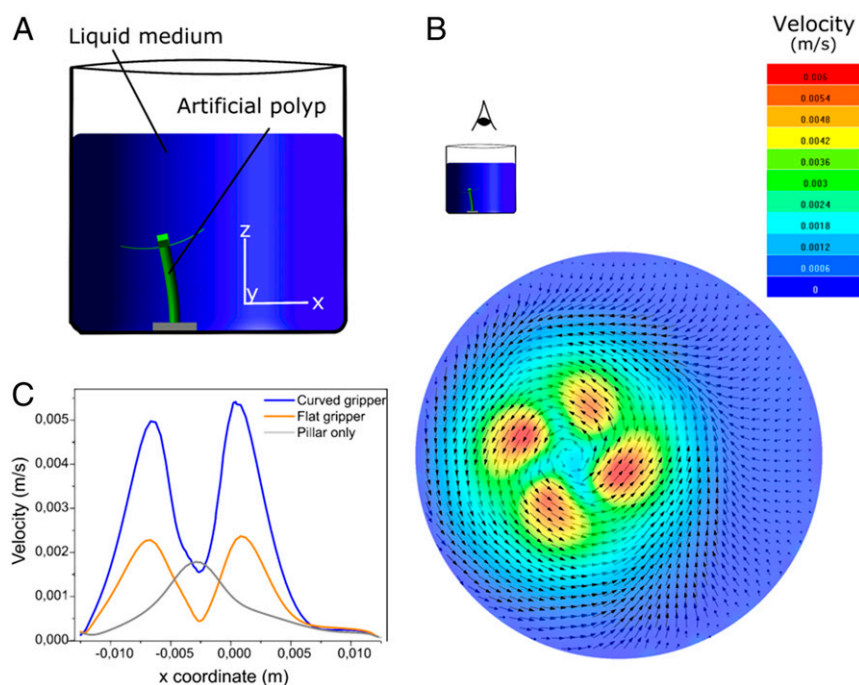 A
Liquid medium
Artificial polyp
z
y
x
B
Velocity
(m/s)
0.006
0.0054
0.0048
0.0042
0.0036
0.003
0.0024
0.0018
0.0012
0.0006
0
C
Curved gripper
Flat gripper
Pillar only
Velocity (m/s)
0,005
0,004
0,003
0,002
0,001
0,000
-0,010
-0,005
0,000
0,005
0,010
x coordinate (m)